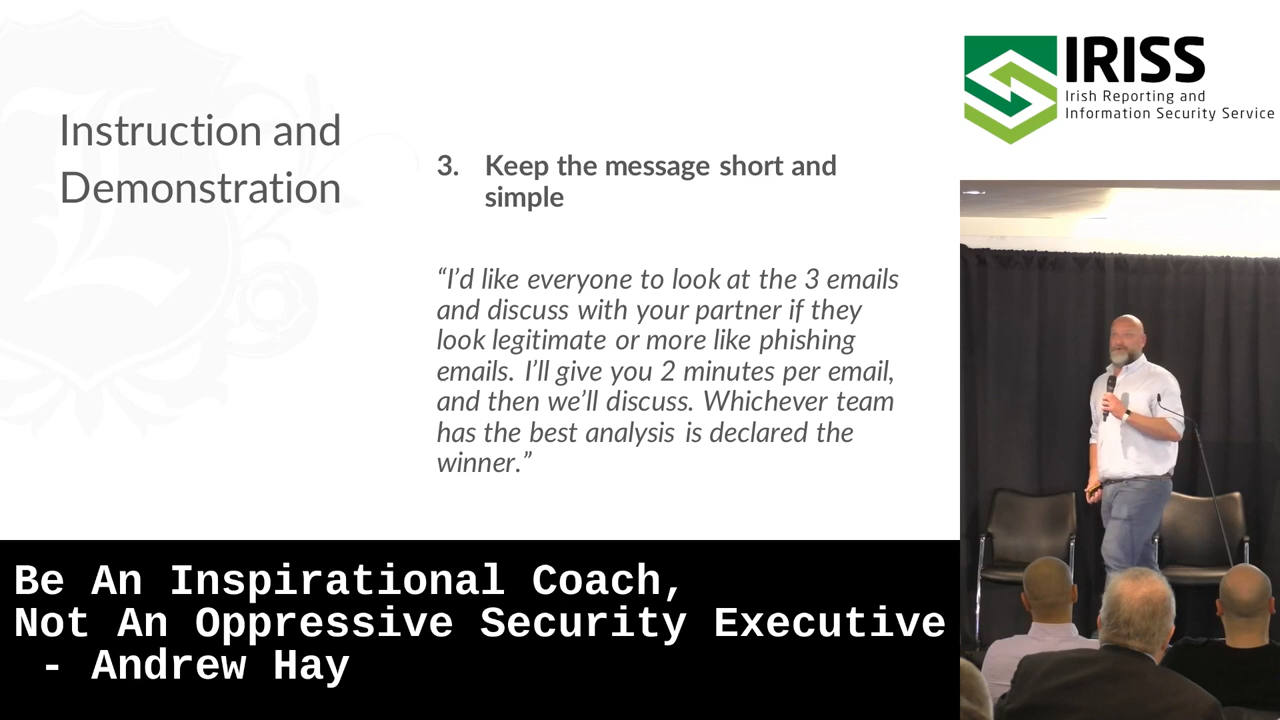 Instruction and
Demonstration
3. Keep the message short and
simple
“I’d like everyone to look at the 3 emails
and discuss with your partner if they
look legitimate or more like phishing
emails. I’ll give you 2 minutes per email,
and then we’ll discuss. Whichever team
has the best analysis is declared the
winner.”
IRISS
Irish Reporting and
Information Security Service
Be An Inspirational Coach,
Not An Oppressive Security Executive
- Andrew Hay